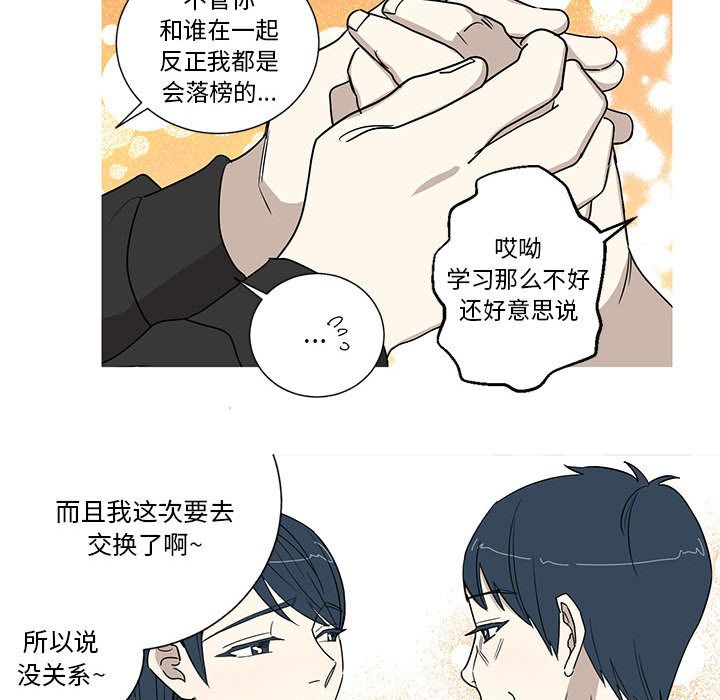 不管你
和谁在一起
反正我都是
会落榜的...
哎呦
学习那么不好
还好意思说
...
而且我这次要去
交换了啊~
所以说
没关系~